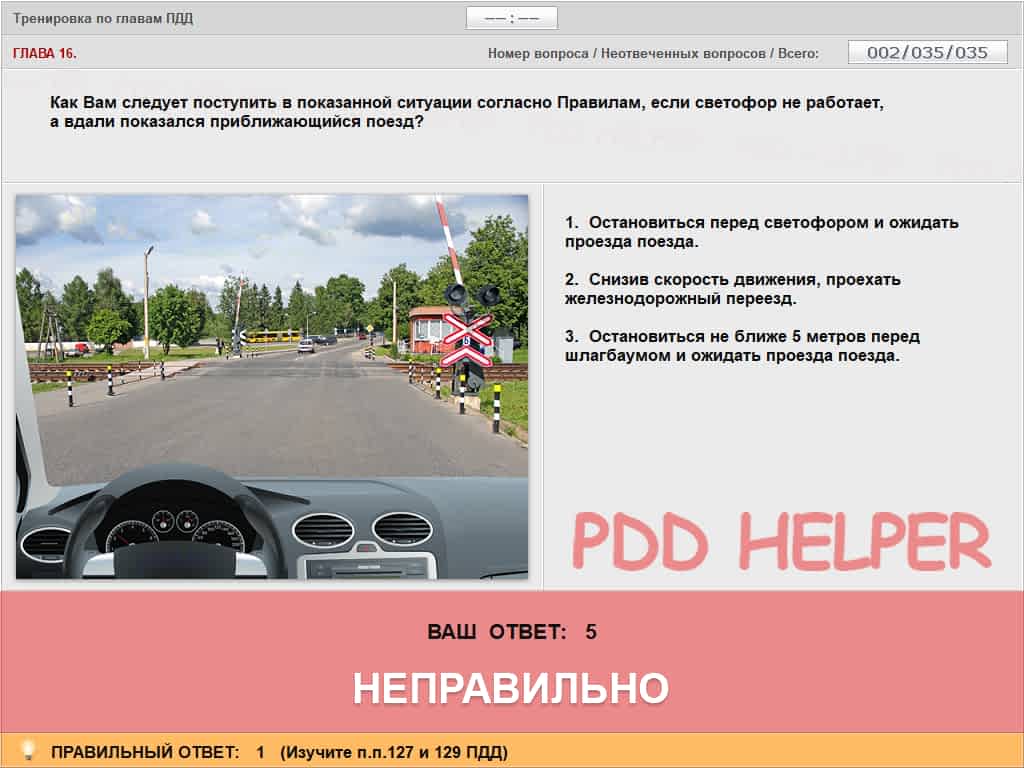 Тренировка по главам ПДД
—— : ——
ГЛАВА 16.
Номер вопроса / Неотвеченных вопросов / Всего:
002/035/035
Как Вам следует поступить в показанной ситуации согласно Правилам, если светофор не работает,
а вдали показался приближающийся поезд?
1. Остановиться перед светофором и ожидать
проезда поезда.
2. Снизив скорость движения, проехать
железнодорожный переезд.
3. Остановиться не ближе 5 метров перед
шлагбаумом и ожидать проезда поезда.
PDD HELPER
ВАШ ОТВЕТ: 5
НЕПРАВИЛЬНО
ПРАВИЛЬНЫЙ ОТВЕТ: 1 (Изучите п.п.127 и 129 ПДД)